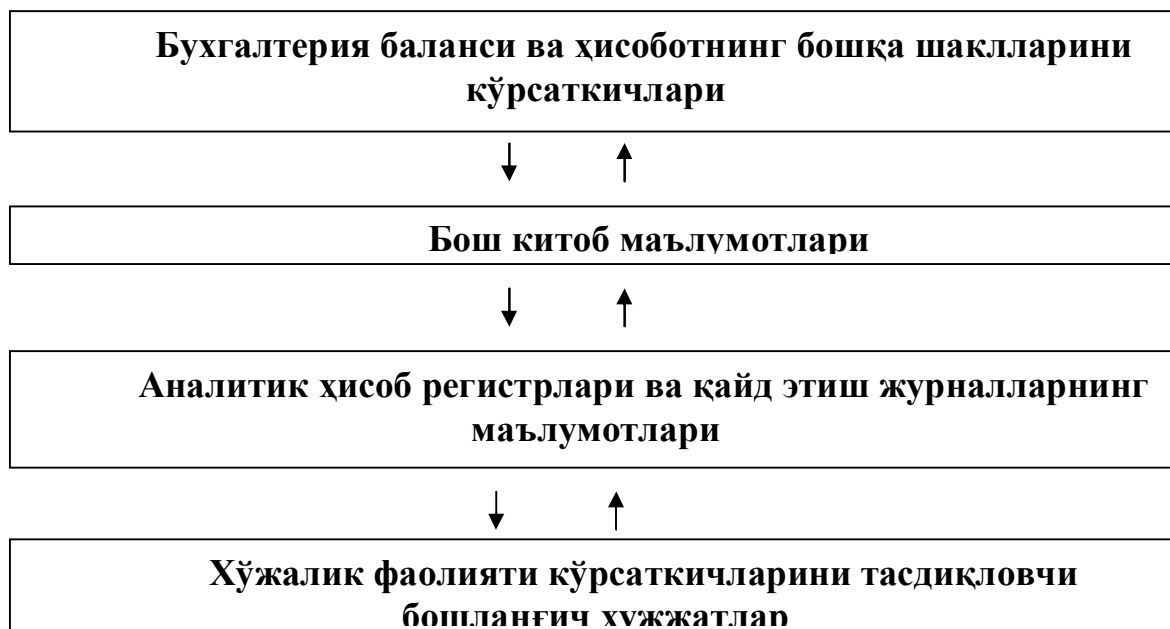 Бухгалтерия баланси ва ҳисоботнинг бошқа шаклларини
кўрсаткичлари
Бош китоб маълумотлари
Аналитик ҳисоб регистрлари ва қайд этиш журналларнинг
маълумотлари
Хўжалик фаолияти кўрсаткичларини тасдиқловчи
бошланғич ҳужжатлар